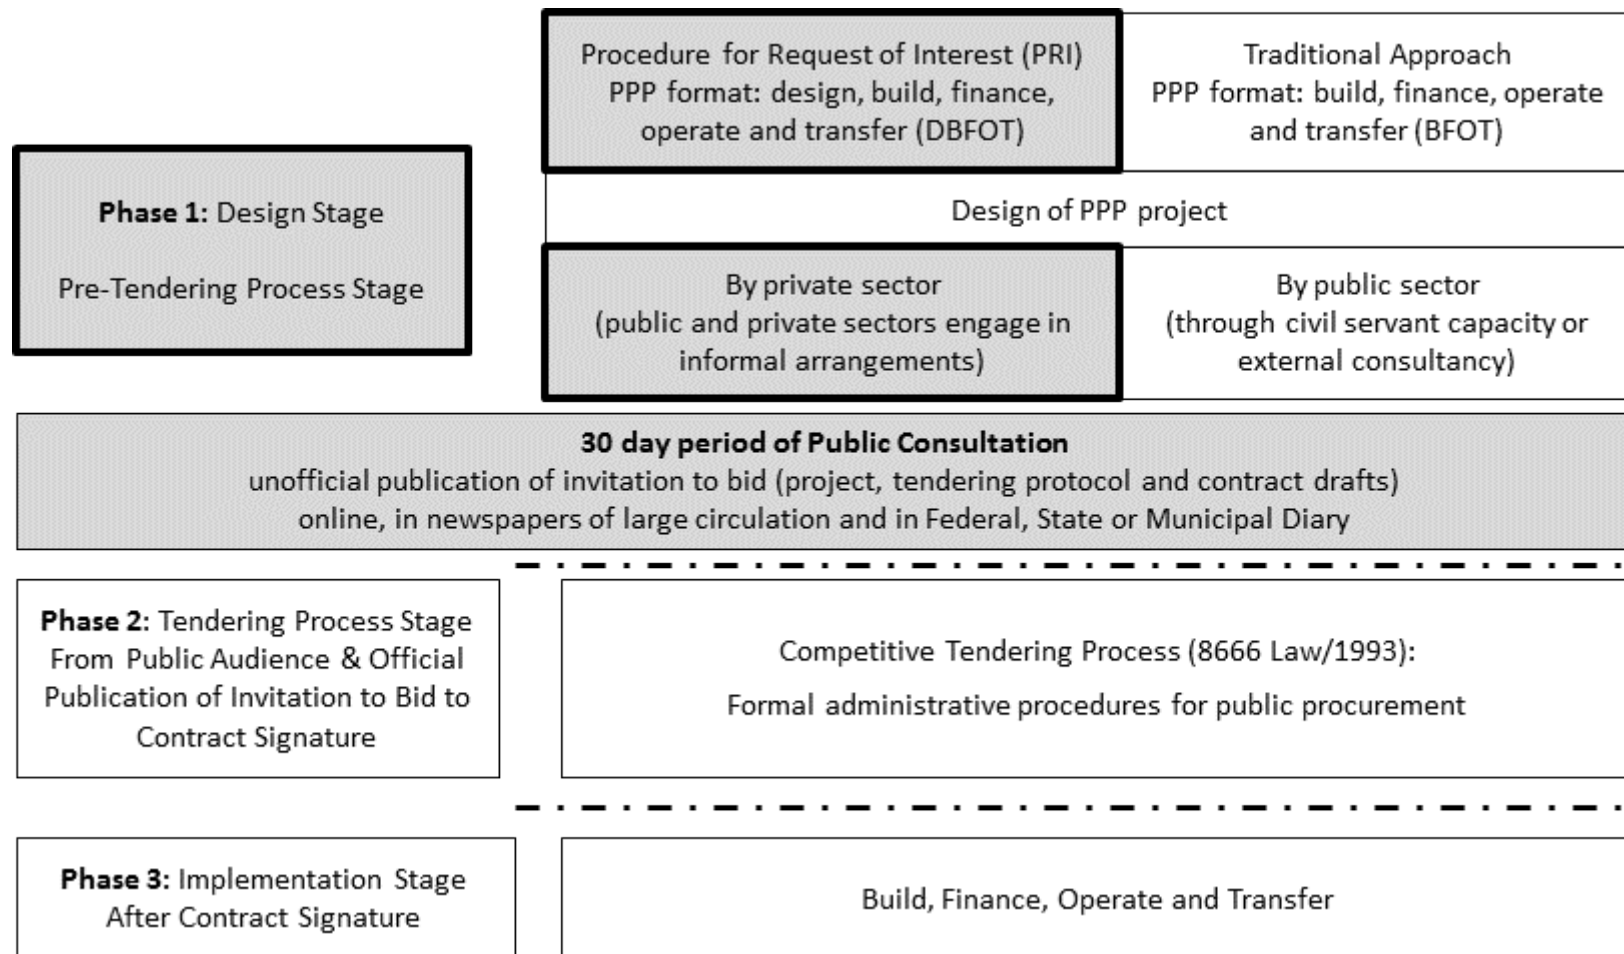 Procedure for Request of Interest (PRI)
PPP format: design, build, finance,
operate and transfer (DBFOT)
Traditional Approach
PPP format: build, finance, operate
and transfer (BFOT)
Phase 1: Design Stage
Pre-Tendering Process Stage
Design of PPP project
By private sector
(public and private sectors engage in
informal arrangements)
By public sector
(through civil servant capacity or
external consultancy)
30 day period of Public Consultation
unofficial publication of invitation to bid (project, tendering protocol and contract drafts)
online, in newspapers of large circulation and in Federal, State or Municipal Diary
Phase 2: Tendering Process Stage
From Public Audience & Official
Publication of Invitation to Bid to
Contract Signature
Competitive Tendering Process (8666 Law/1993):
Formal administrative procedures for public procurement
Phase 3: Implementation Stage
After Contract Signature
Build, Finance, Operate and Transfer